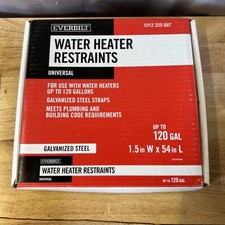 EVERBILT
1012 325 687
WATER HEATER
RESTRAINTS
UNIVERSAL
FOR USE WITH WATER HEATERS
UP TO 120 GALLONS
GALVANIZED STEEL STRAPS
MEETS PLUMBING AND
BUILDING CODE REQUIREMENTS
UP TO
120 GAL
1.5 in W x 54 in L
GALVANIZED STEEL
EVERBILT
WATER HEATER RESTRAINTS
UP TO 120 GAL